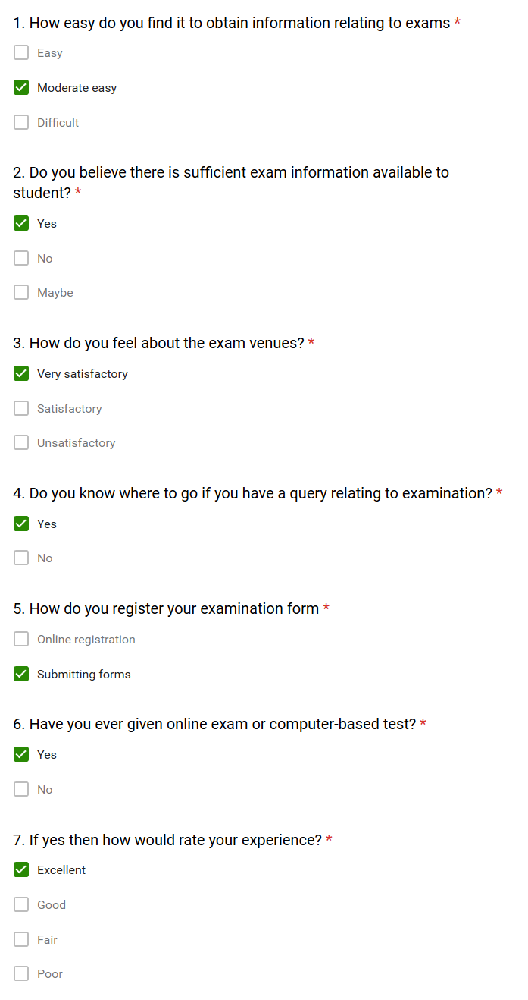 1. How easy do you find it to obtain information relating to exams *
Easy
Moderate easy
Difficult
2. Do you believe there is sufficient exam information available to
student? *
Yes
No
Maybe
3. How do you feel about the exam venues? *
Very satisfactory
Satisfactory
Unsatisfactory
4. Do you know where to go if you have a query relating to examination? *
Yes
No
5. How do you register your examination form *
Online registration
Submitting forms
6. Have you ever given online exam or computer-based test? *
Yes
No
7. If yes then how would rate your experience? *
Excellent
Good
Fair
Poor